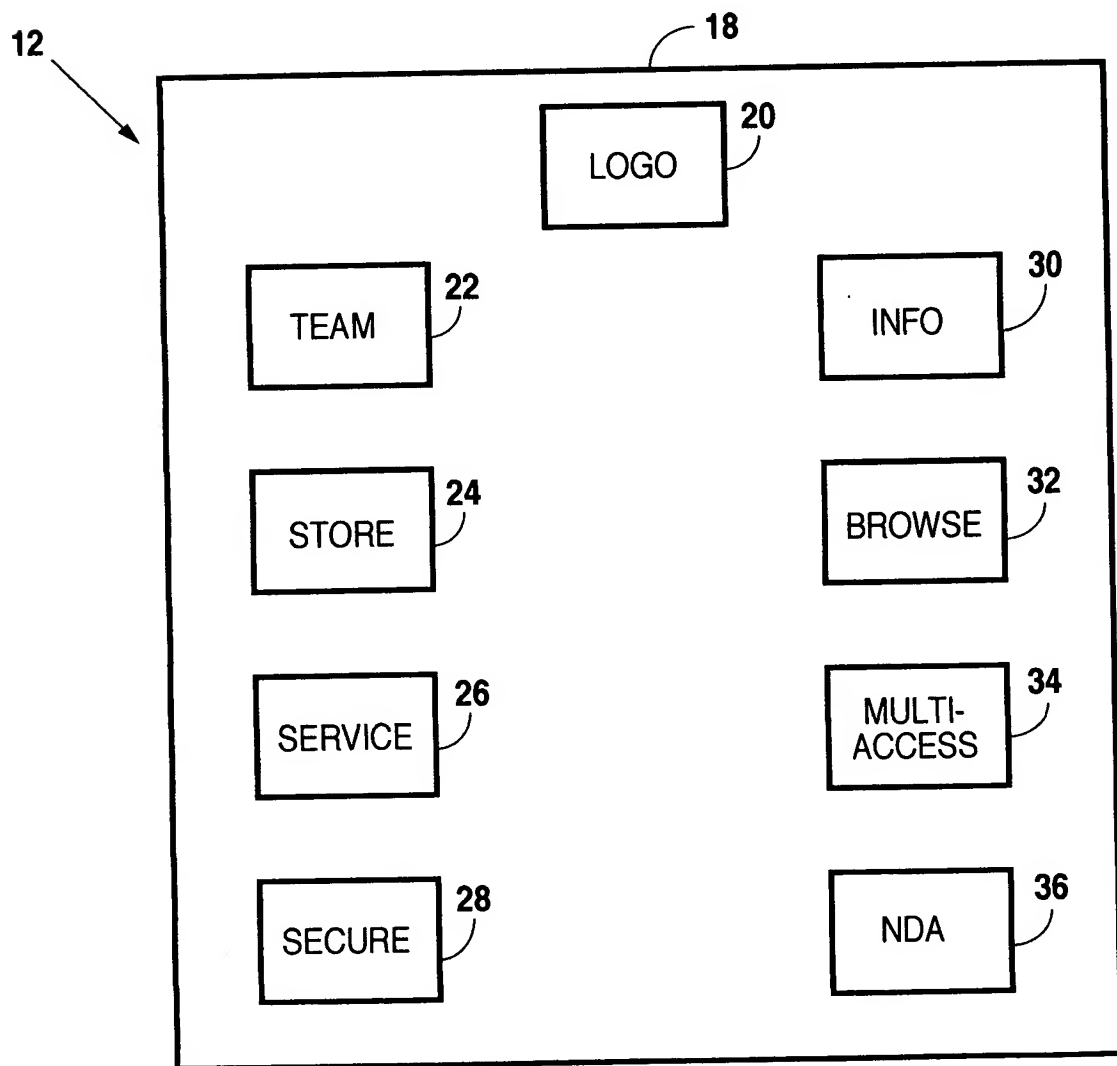 12
18
LOGO
20
TEAM
22
INFO
30
STORE
24
BROWSE
32
SERVICE
26
MULTI-
ACCESS
34
SECURE
28
NDA
36